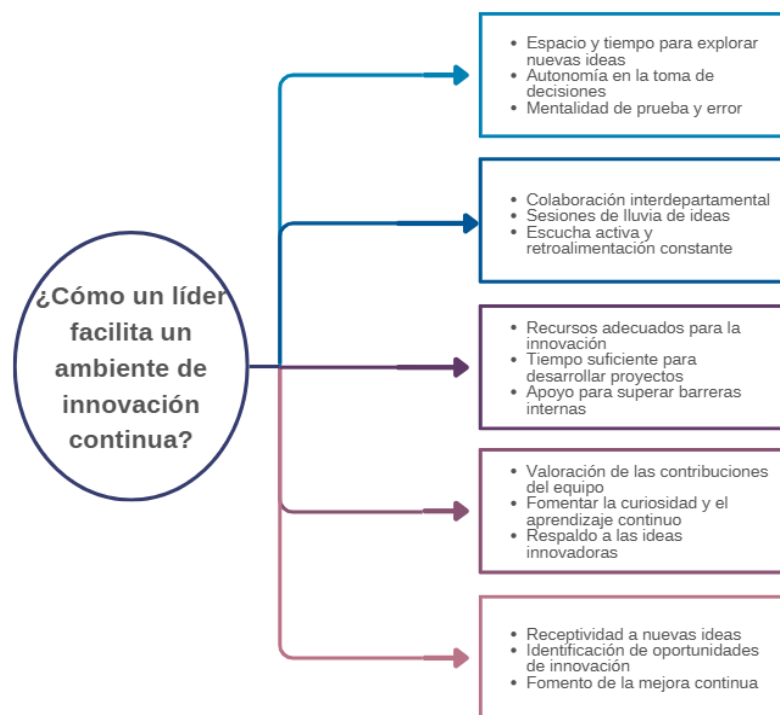 ¿Cómo un líder
facilita un
ambiente de
innovación
continua?
• Espacio y tiempo para explorar
nuevas ideas
• Autonomía en la toma de
decisiones
• Mentalidad de prueba y error
• Colaboración interdepartamental
• Sesiones de lluvia de ideas
• Escucha activa y
retroalimentación constante
• Recursos adecuados para la
innovación
• Tiempo suficiente para
desarrollar proyectos
• Apoyo para superar barreras
internas
• Valoración de las contribuciones
del equipo
• Fomentar la curiosidad y el
aprendizaje continuo
• Respaldo a las ideas
innovadoras
• Receptividad a nuevas ideas
• Identificación de oportunidades
de innovación
• Fomento de la mejora continua